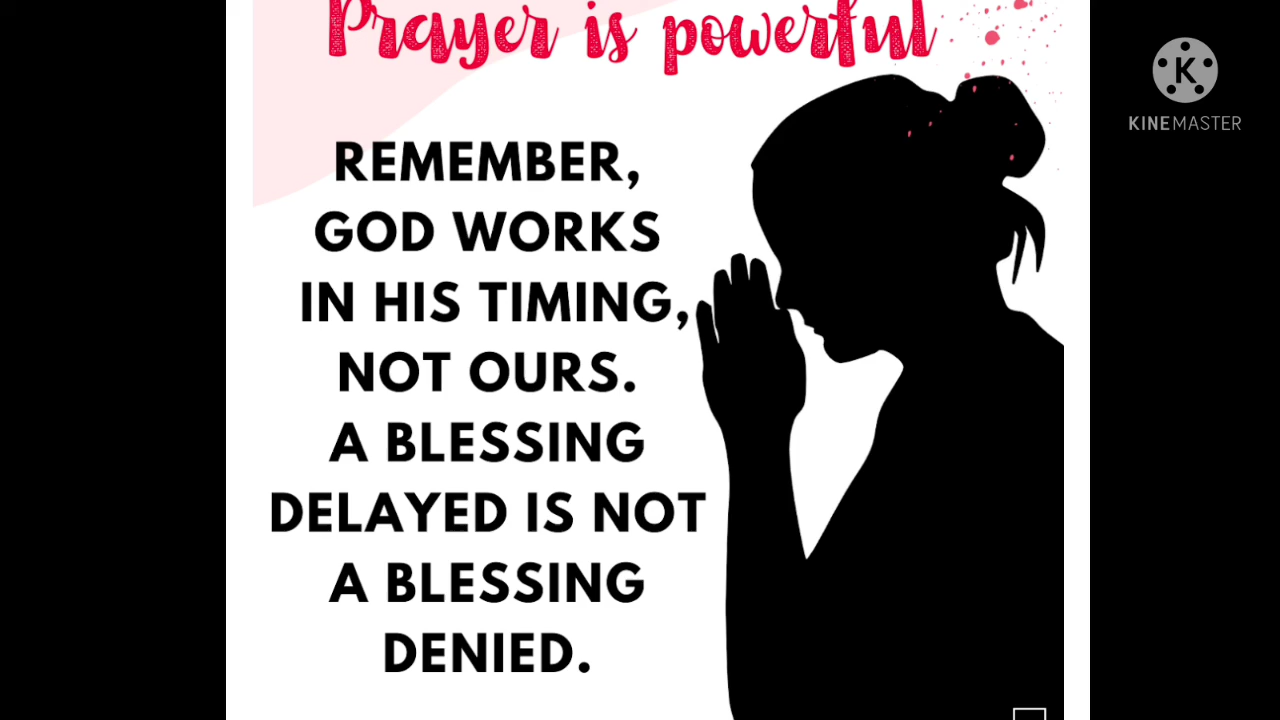 Prayer is powerful
REMEMBER,
GOD WORKS
IN HIS TIMING,
NOT OURS.
A BLESSING
DELAYED IS NOT
A BLESSING
DENIED.
K
KINEMASTER